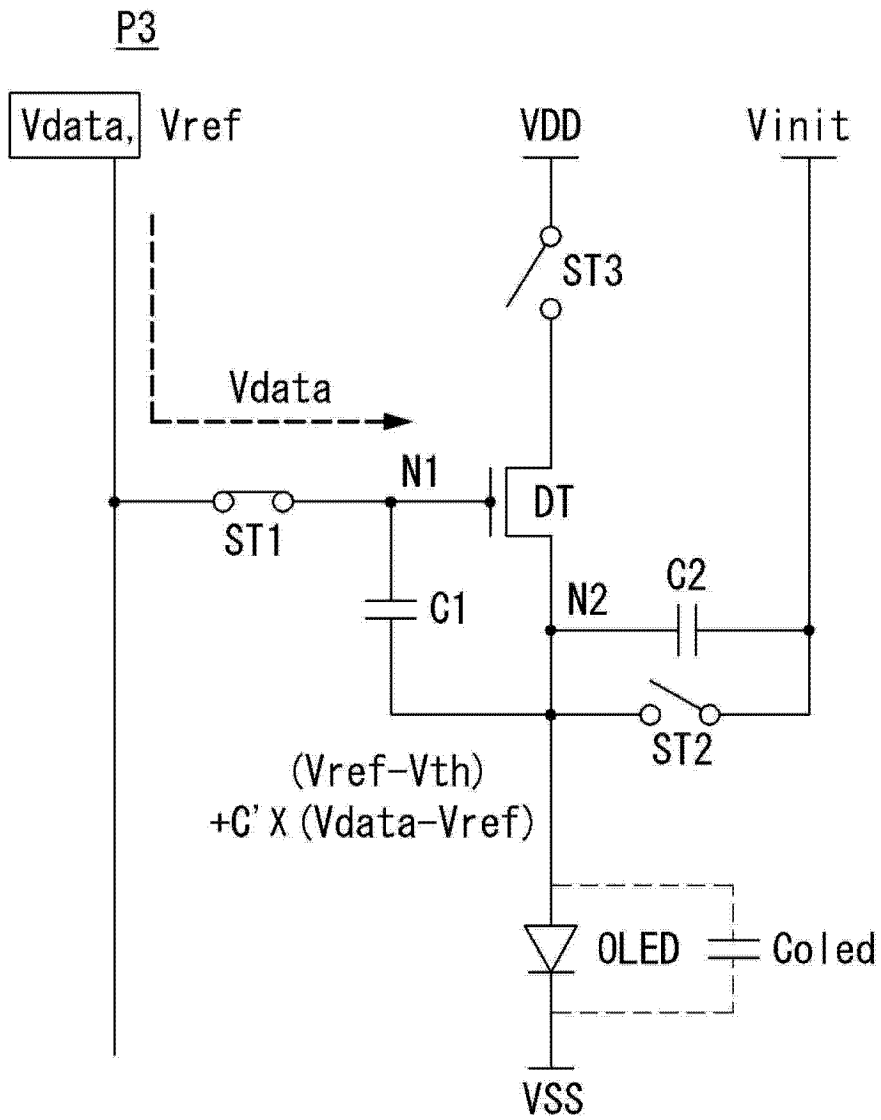 P3
Vdata, Vref
VDD
Vinit
ST3
Vdata
N1
DT
ST1
C2
N2
C1
ST2
(Vref-Vth)
+C'X(Vdata-Vref)
OLED
Coled
VSS